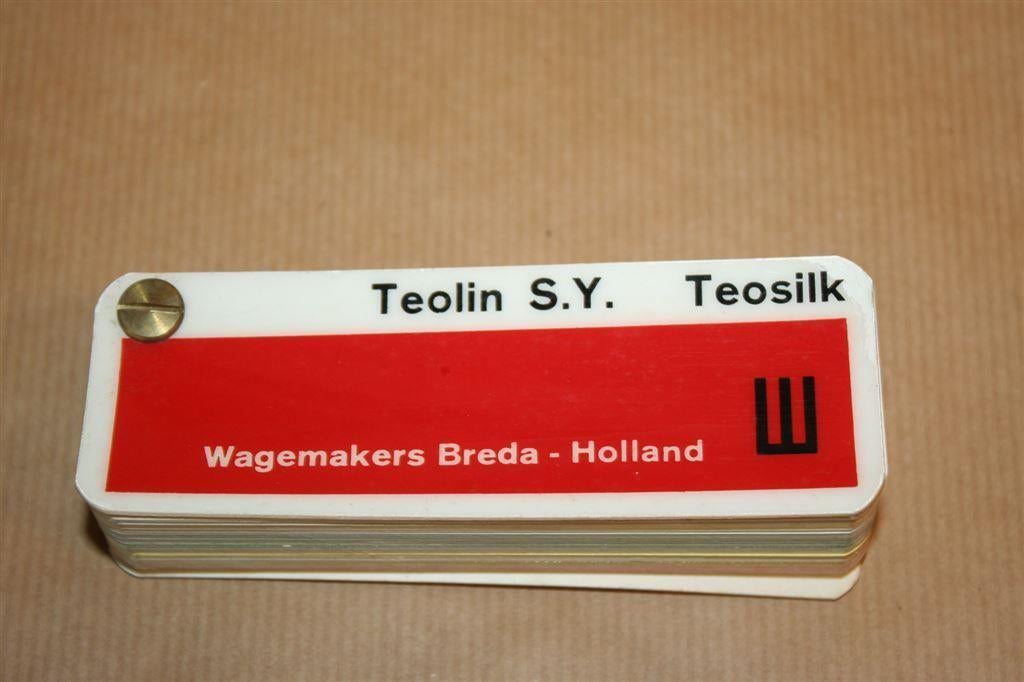 Teolin S.Y. Teosilk
Wagemakers Breda - Holland
W